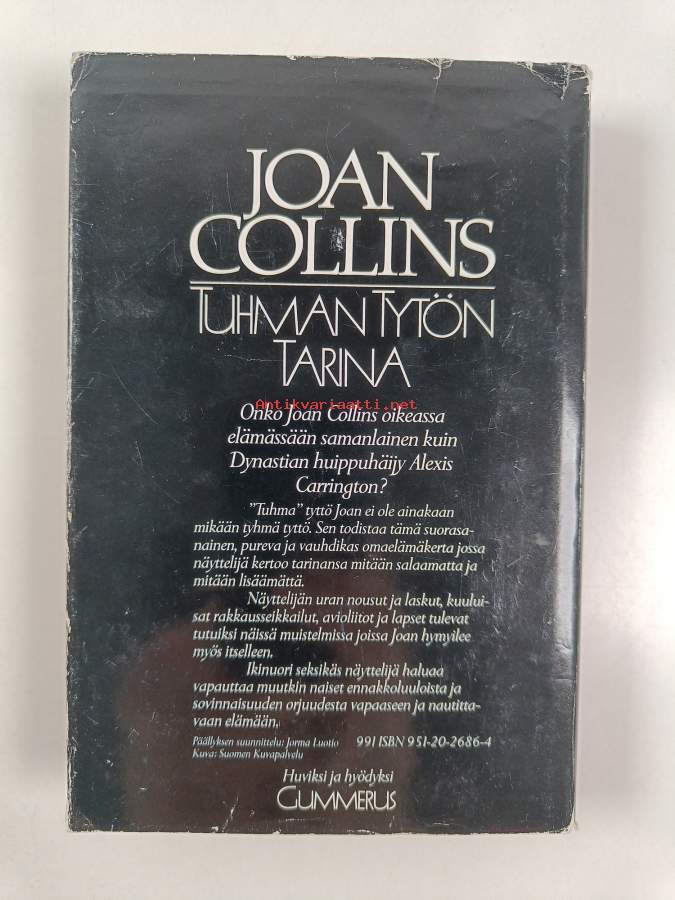 JOAN
COLLINS
TUHMAN TYTÖN
TARINA
Antikvariaatti.net
Onko Joan Collins oikeassa
elämässään samanlainen kuin
Dynastian huippuhäijy Alexis
Carrington?
"Tuhma" tyttö Joan ei ole ainakaan
mikään tyhmä tyttö. Sen todistaa tämä suorasa-
nainen, pureva ja vauhdikas omaelämäkerta jossa
näyttelijä kertoo tarinansa mitään salaamatta ja
mitään lisäämättä.
Näyttelijän uran nousut ja laskut, kuului-
sat rakkausseikkailut, avioliitot ja lapset tulevat
tutuiksi näissä muistelmissa joissa Joan hymyilee
myös itselleen.
Ikinuori seksikäs näyttelijä haluaa
vapauttaa muutkin naiset ennakkoluuloista ja
sovinnaisuuden orjuudesta vapaaseen ja nautitta-
vaan elämään.
Päällyksen suunnittelu: Jorma Luotio 991 ISBN 951-20-2686-4
Kuva: Suomen Kuvapalvelu
Huviksi ja hyödyksi
GUMMERUS